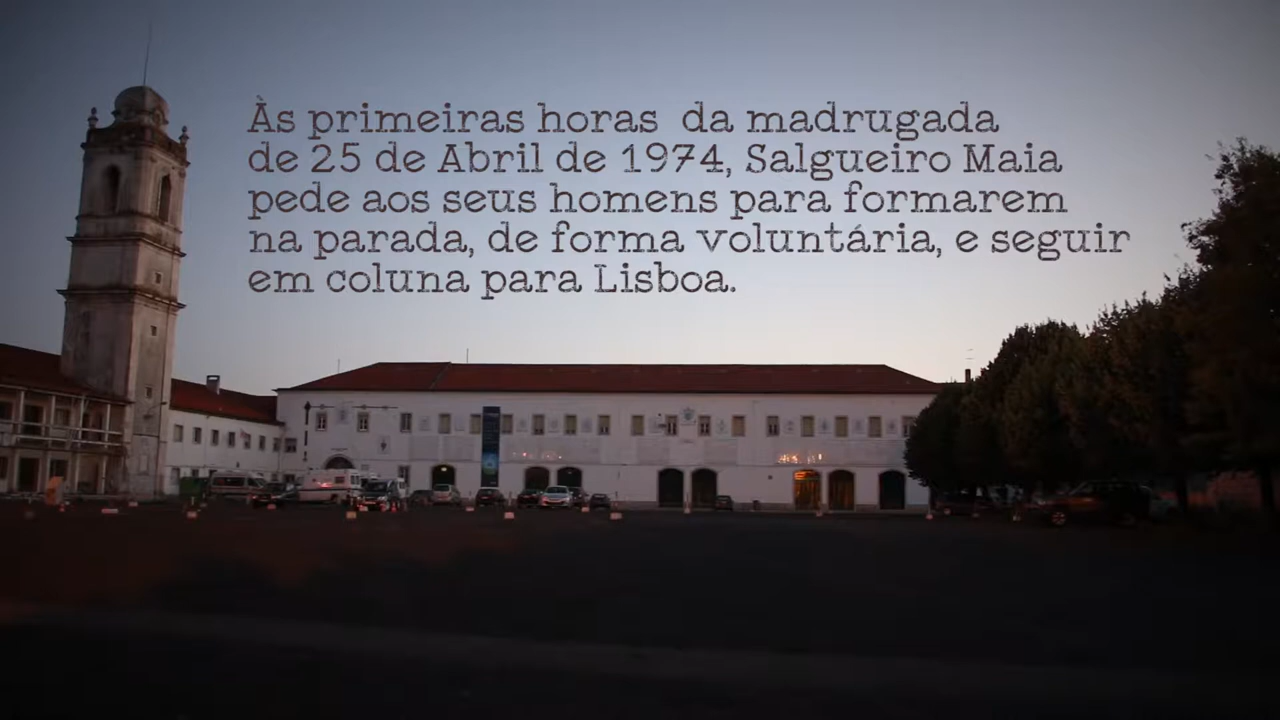 Às primeiras horas da madrugada
de 25 de Abril de 1974, Salgueiro Maia
pede aos seus homens para formarem
na parada, de forma voluntária, e seguir
em coluna para Lisboa.